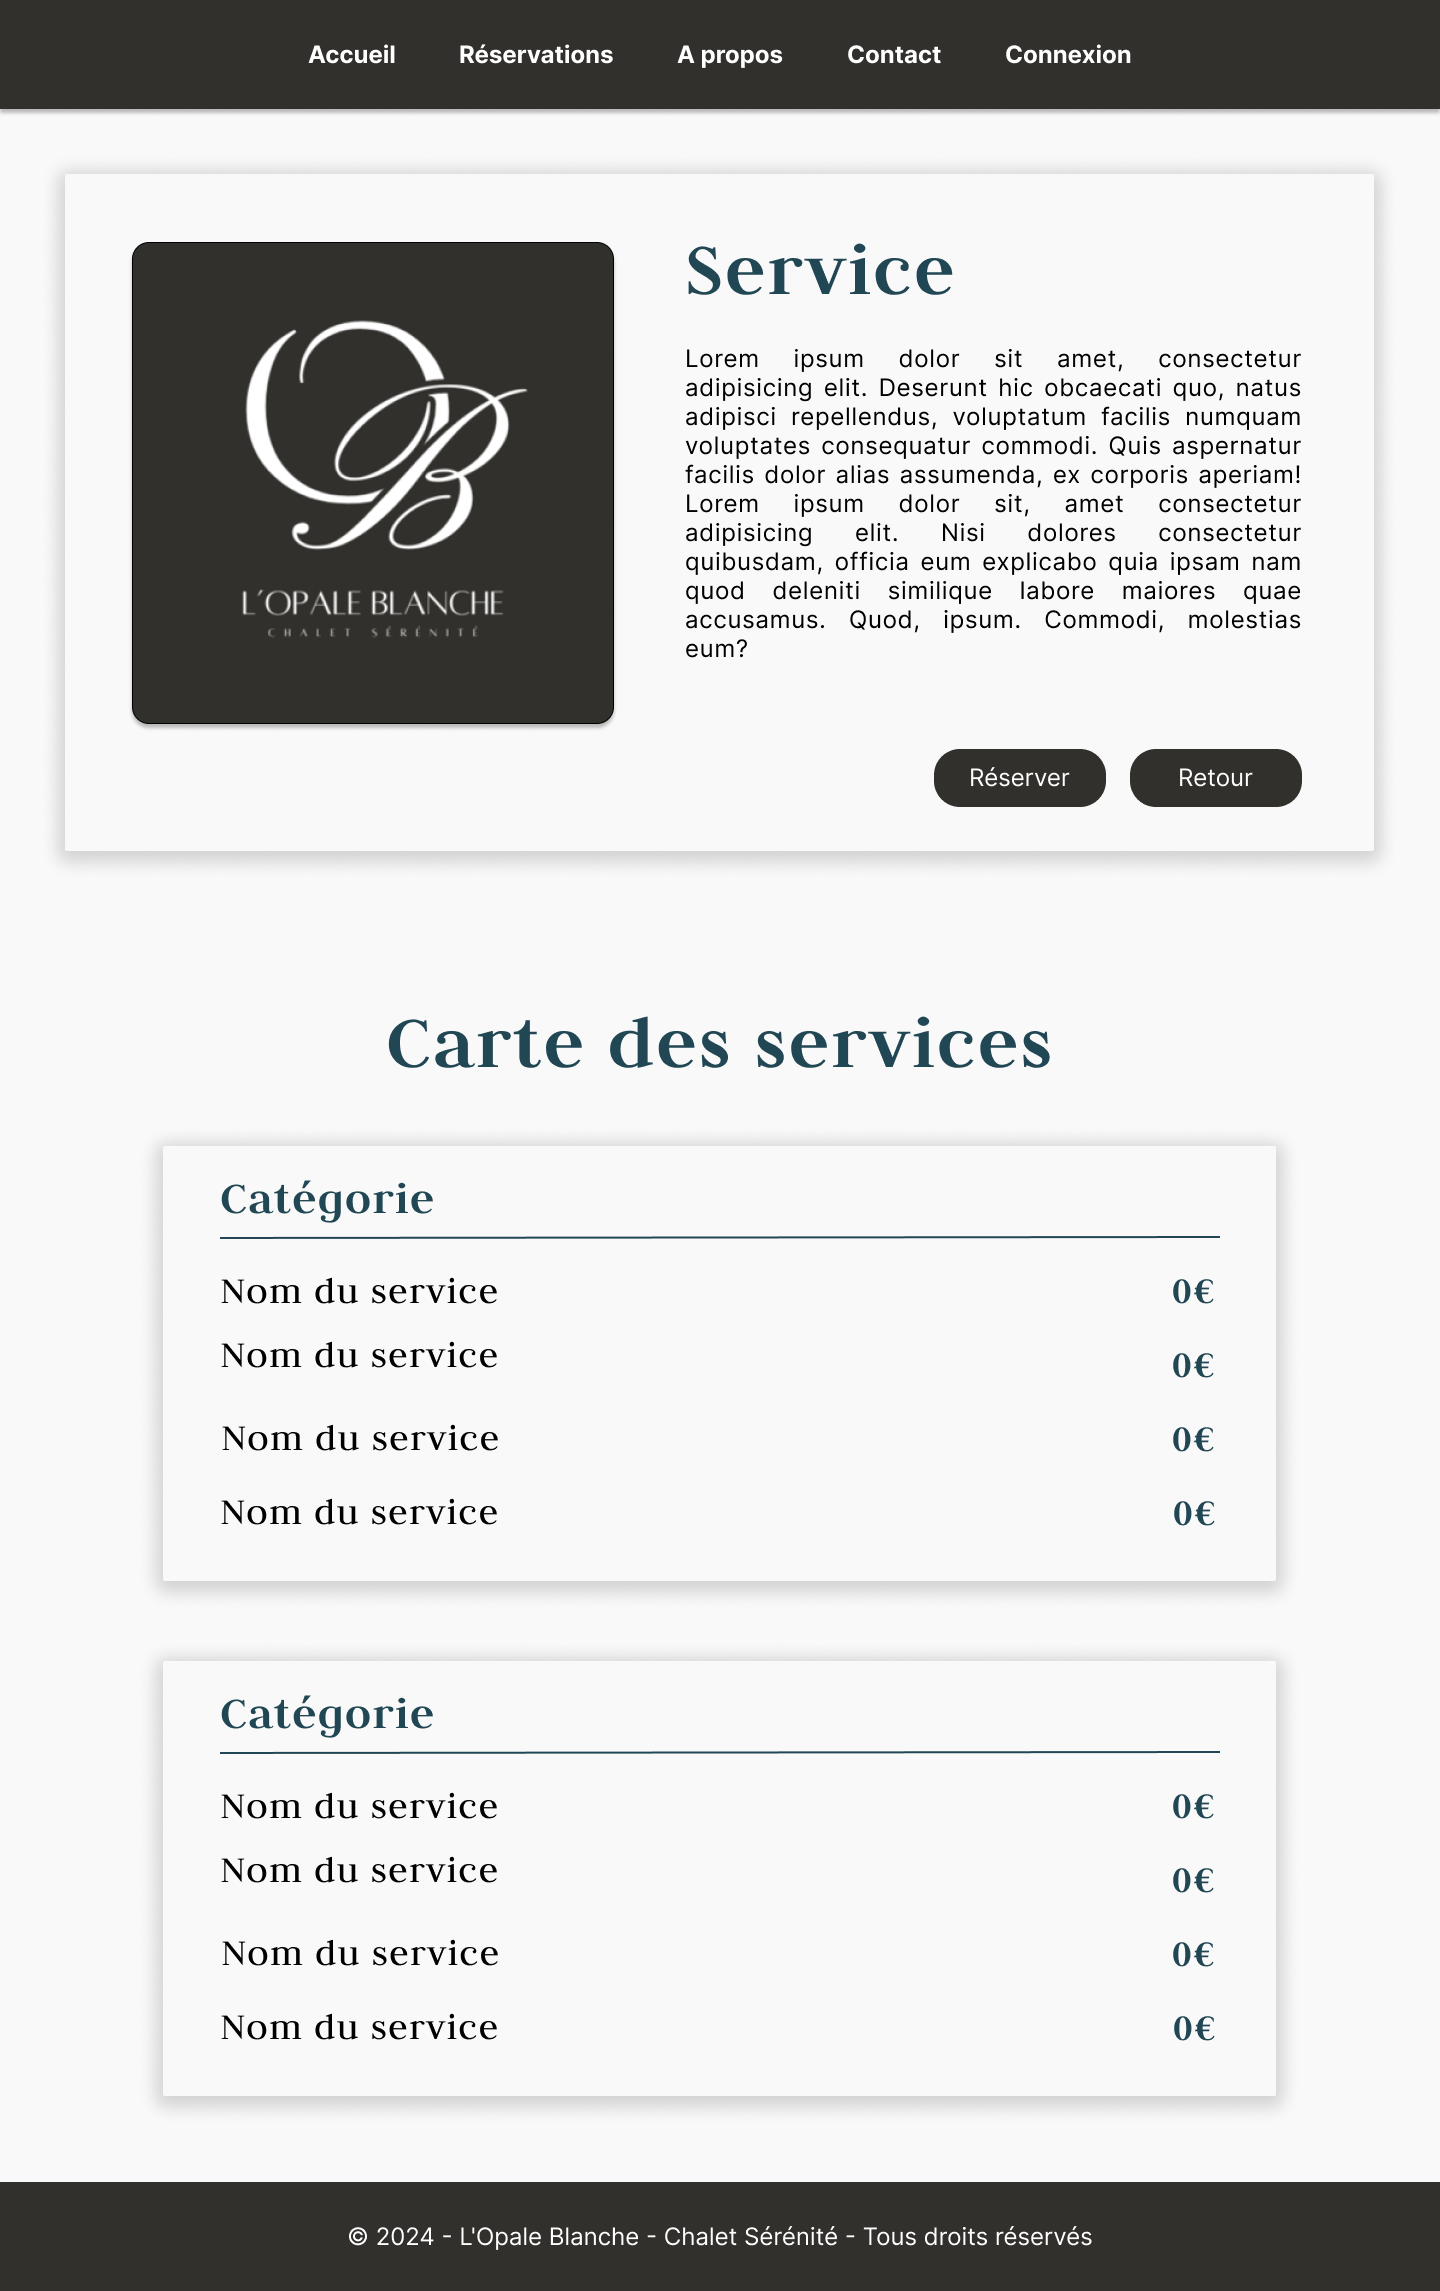 Accueil Réservations A propos Contact Connexion
OB
L'OPALE BLANCHE
CHALET SÉRÉNITÉ
Service
Lorem ipsum dolor sit amet, consectetur
adipisicing elit. Deserunt hic obcaecati quo, natus
adipisci repellendus, voluptatum facilis numquam
voluptates consequatur commodi. Quis aspernatur
facilis dolor alias assumenda, ex corporis aperiam!
Lorem ipsum dolor sit, amet consectetur
adipisicing elit. Nisi dolores consectetur
quibusdam, officia eum explicabo quia ipsam nam
quod deleniti similique labore maiores quae
accusamus. Quod, ipsum. Commodi, molestias
eum?
Réserver Retour
Carte des services
Catégorie
Nom du service 0€
Nom du service 0€
Nom du service 0€
Nom du service 0€
Catégorie
Nom du service 0€
Nom du service 0€
Nom du service 0€
Nom du service 0€
© 2024 - L'Opale Blanche - Chalet Sérénité - Tous droits réservés